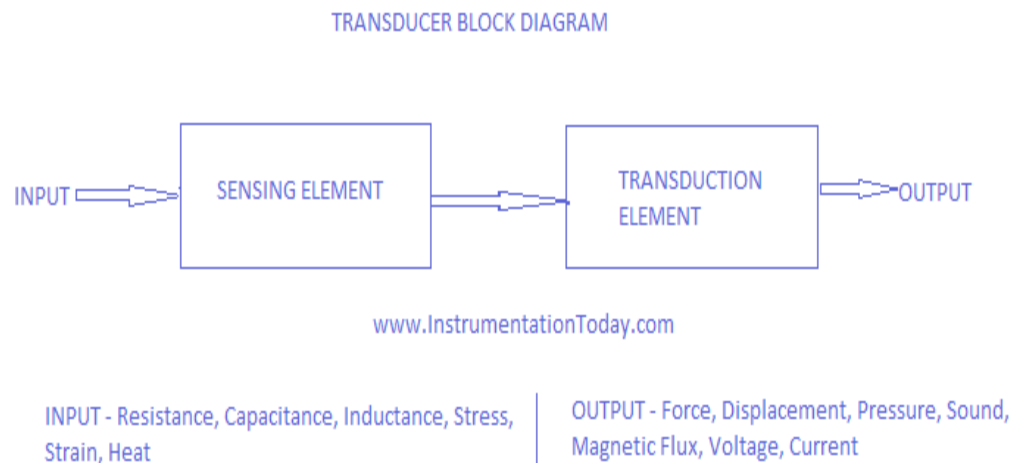 TRANSDUCER BLOCK DIAGRAM
INPUT
SENSING ELEMENT
TRANSDUCTION
ELEMENT
OUTPUT
www.InstrumentationToday.com
INPUT - Resistance, Capacitance, Inductance, Stress,
Strain, Heat
OUTPUT - Force, Displacement, Pressure, Sound,
Magnetic Flux, Voltage, Current